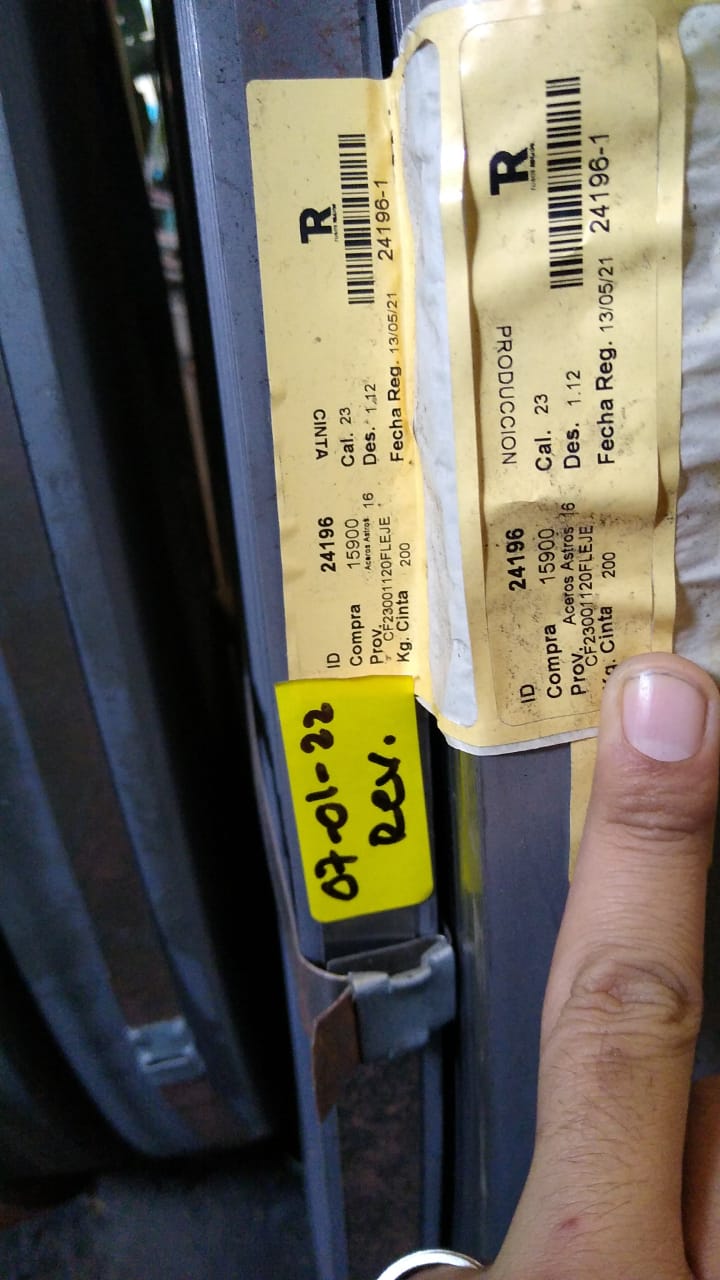 ID 24196 CINTA
Compra 15900 Cal. 23
Prov. Aceros Astros 16 Des. 1.12
CF23001120FLEJE
Kg. Cinta 200 Fecha Reg. 13/05/21 24196-1
R
07-01-22
Rev.
ID 24196 PRODUCCION
Compra 15900 Cal. 23
Prov. Aceros Astros 16 Des. 1.12
CF23001120FLEJE
Kg. Cinta 200 Fecha Reg. 13/05/21 24196-1
R